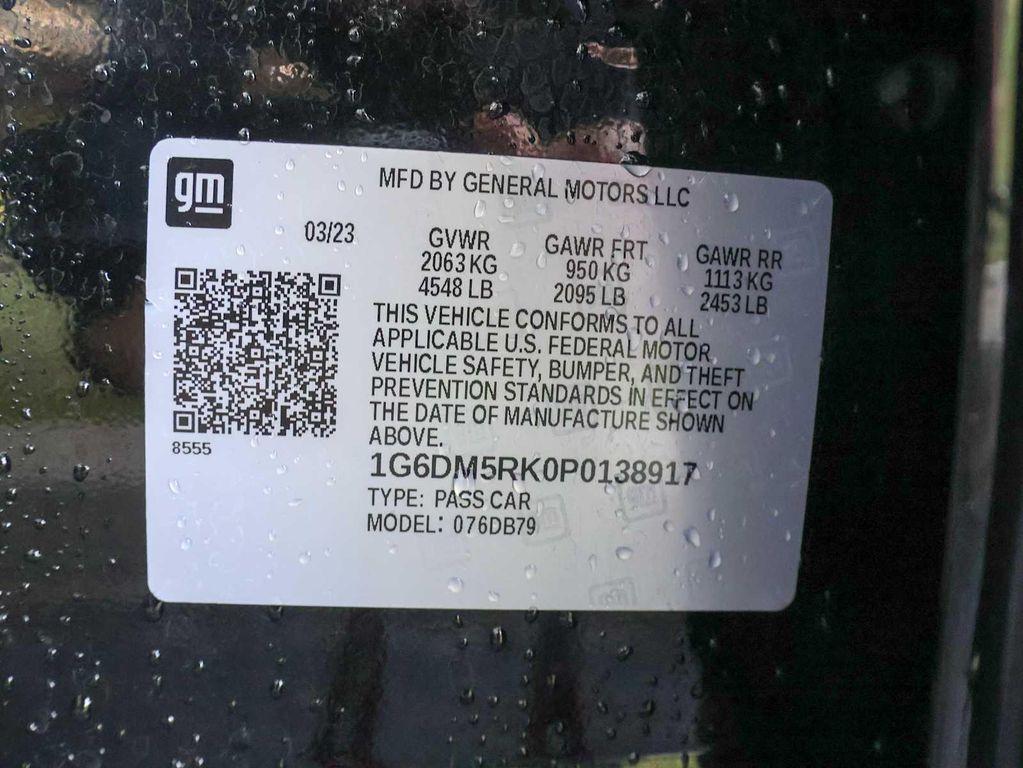 gm
MFD BY GENERAL MOTORS LLC
03/23
GVWR GAWR FRT GAWR RR
2063 KG 950 KG 1113 KG
4548 LB 2095 LB 2453 LB
THIS VEHICLE CONFORMS TO ALL
APPLICABLE U.S. FEDERAL MOTOR
VEHICLE SAFETY, BUMPER, AND THEFT
PREVENTION STANDARDS IN EFFECT ON
THE DATE OF MANUFACTURE SHOWN
ABOVE.
8555
1G6DM5RK0P0138917
TYPE: PASS CAR
MODEL: 076DB79